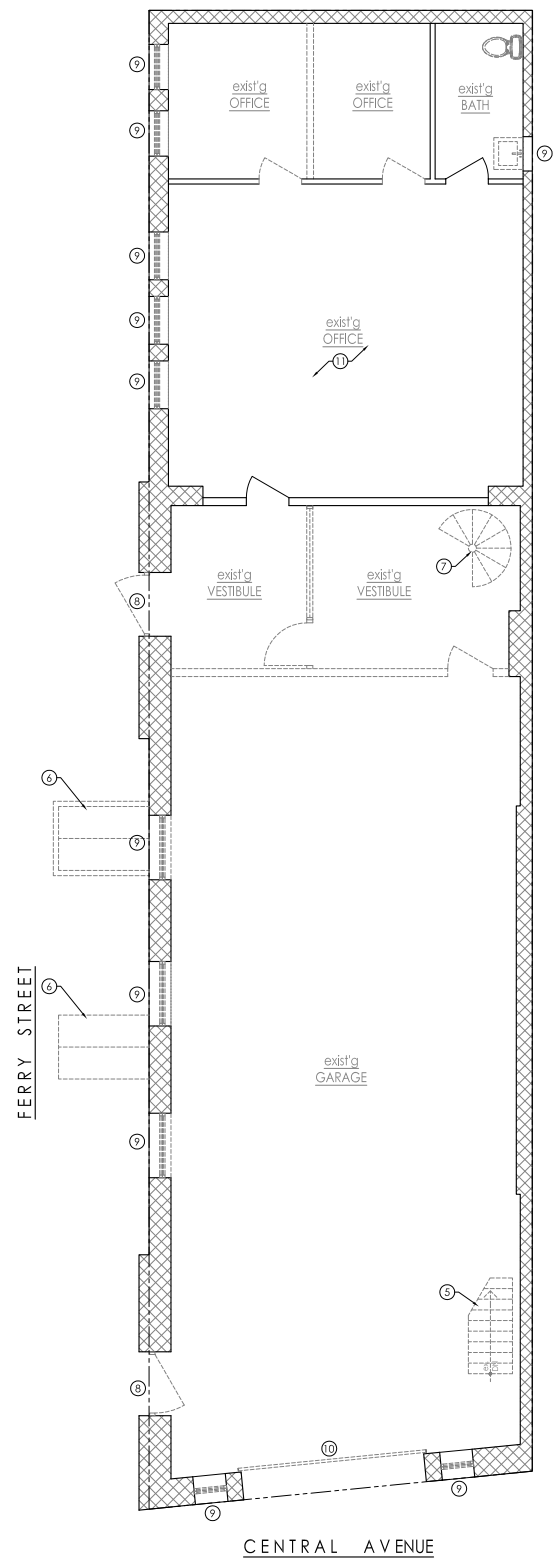 9
exist'g
OFFICE
exist'g
OFFICE
exist'g
BATH
9
9
9
exist'g
OFFICE
9
11
9
7
exist'g
VESTIBULE
exist'g
VESTIBULE
8
6
9
6
9
FERRY STREET
exist'g
GARAGE
9
5
8
10
9
9
CENTRAL AVENUE